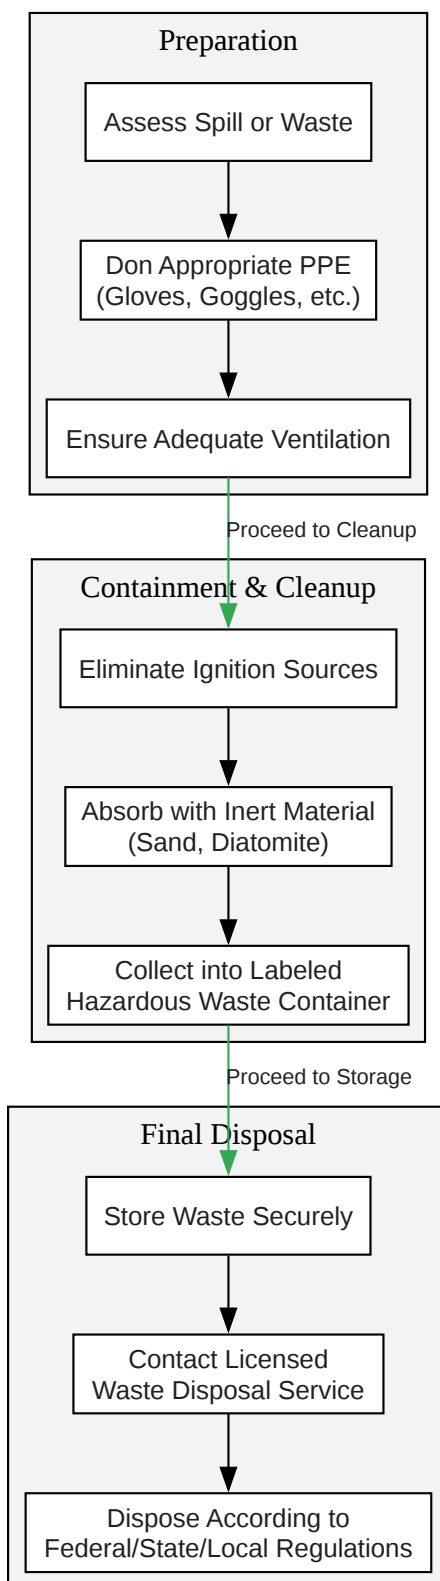 Preparation
Assess Spill or Waste
Don Appropriate PPE
(Gloves, Goggles, etc.)
Ensure Adequate Ventilation
Proceed to Cleanup
Containment & Cleanup
Eliminate Ignition Sources
Absorb with Inert Material
(Sand, Diatomite)
Collect into Labeled
Hazardous Waste Container
Proceed to Storage
Final Disposal
Store Waste Securely
Contact Licensed
Waste Disposal Service
Dispose According to
Federal/State/Local Regulations